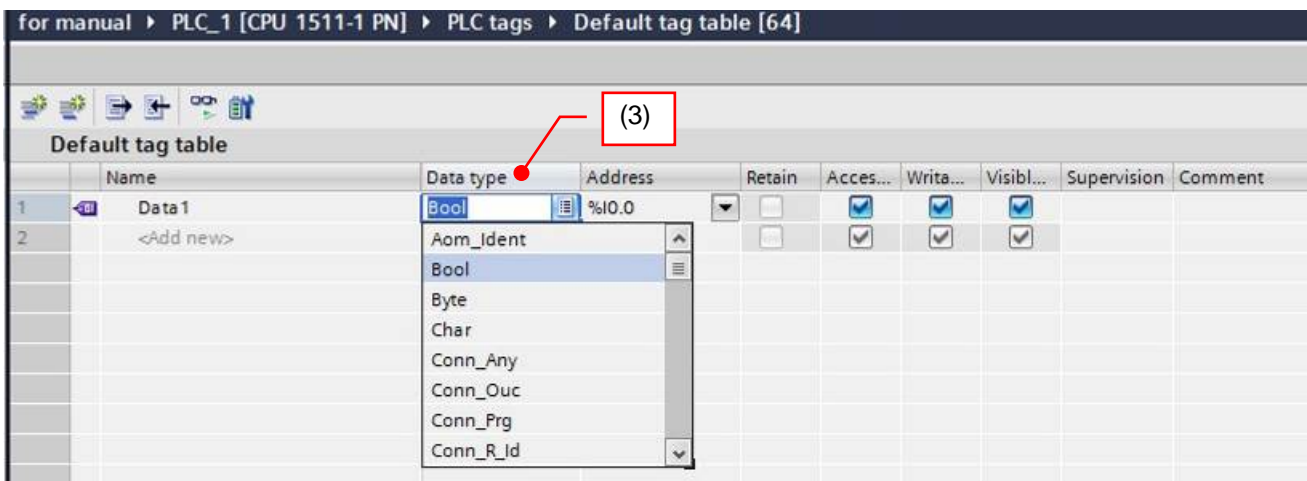 for manual ▸ PLC_1 [CPU 1511-1 PN] ▸ PLC tags ▸ Default tag table [64]
(3)
Default tag table
Name Data type Address Retain Acces... Writa... Visibl... Supervision Comment
1 Data1 Bool %I0.0
2 <Add new>
Aom_Ident
Bool
Byte
Char
Conn_Any
Conn_Ouc
Conn_Prg
Conn_R_Id